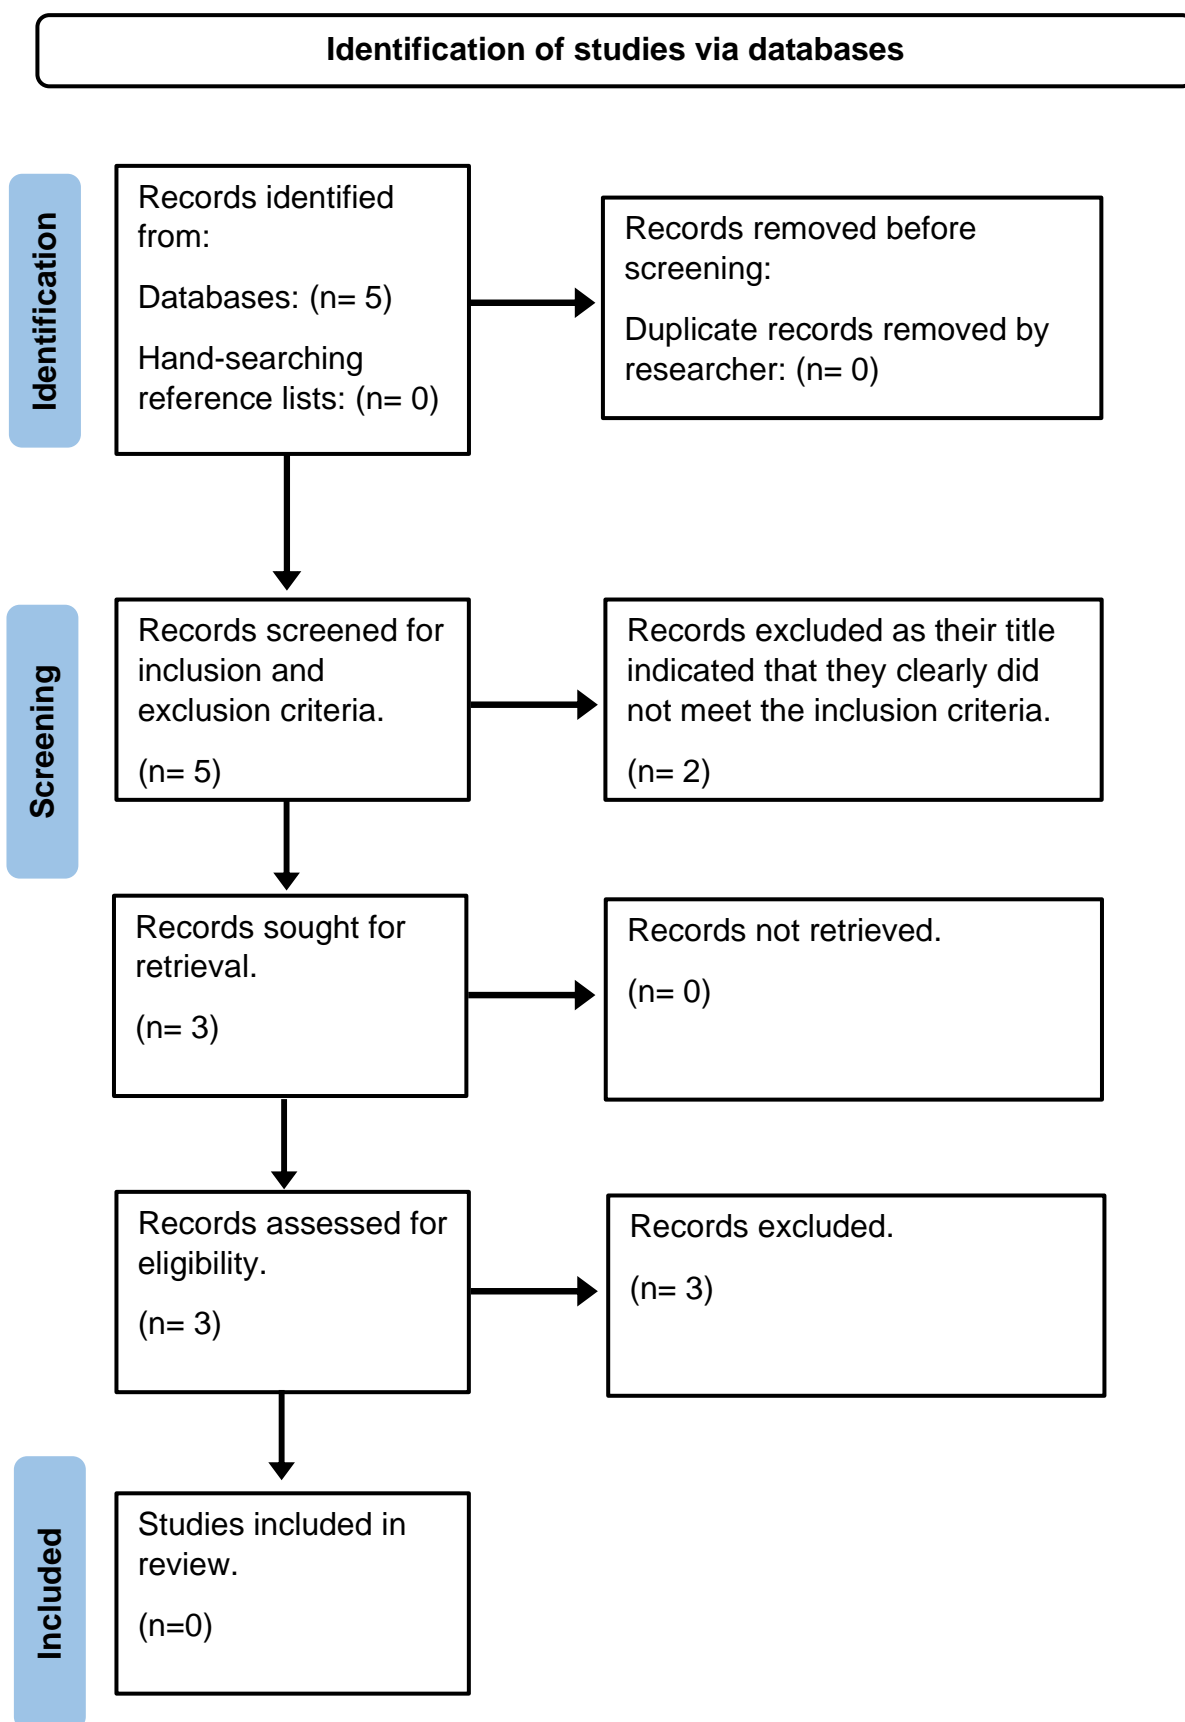 Identification of studies via databases
Identification
Records identified
from:
Databases: (n= 5)
Hand-searching
reference lists: (n= 0)
Records removed before
screening:
Duplicate records removed by
researcher: (n= 0)
Screening
Records screened for
inclusion and
exclusion criteria.
(n= 5)
Records excluded as their title
indicated that they clearly did
not meet the inclusion criteria.
(n= 2)
Records sought for
retrieval.
(n= 3)
Records not retrieved.
(n= 0)
Records assessed for
eligibility.
(n= 3)
Records excluded.
(n= 3)
Included
Studies included in
review.
(n=0)